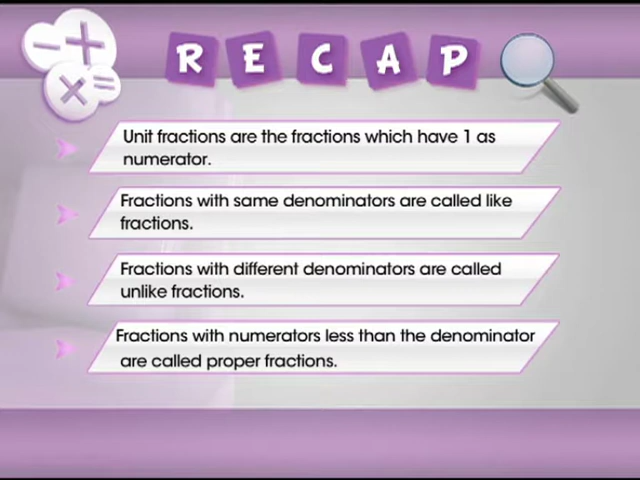 RECAP
Unit fractions are the fractions which have 1 as
numerator.
Fractions with same denominators are called like
fractions.
Fractions with different denominators are called
unlike fractions.
Fractions with numerators less than the denominator
are called proper fractions.